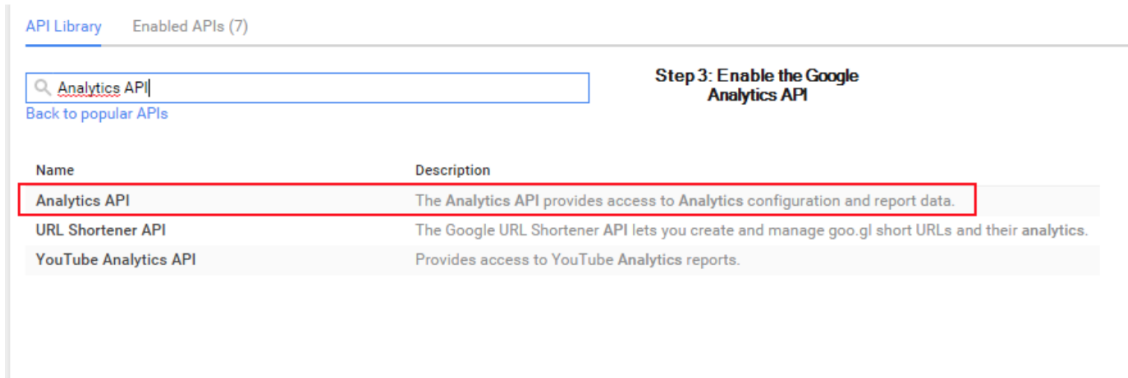 API Library Enabled APIs (7)
Analytics API
Step 3: Enable the Google
Analytics API
Back to popular APIs
Name Description
Analytics API The Analytics API provides access to Analytics configuration and report data.
URL Shortener API The Google URL Shortener API lets you create and manage goo.gl short URLs and their analytics.
YouTube Analytics API Provides access to YouTube Analytics reports.